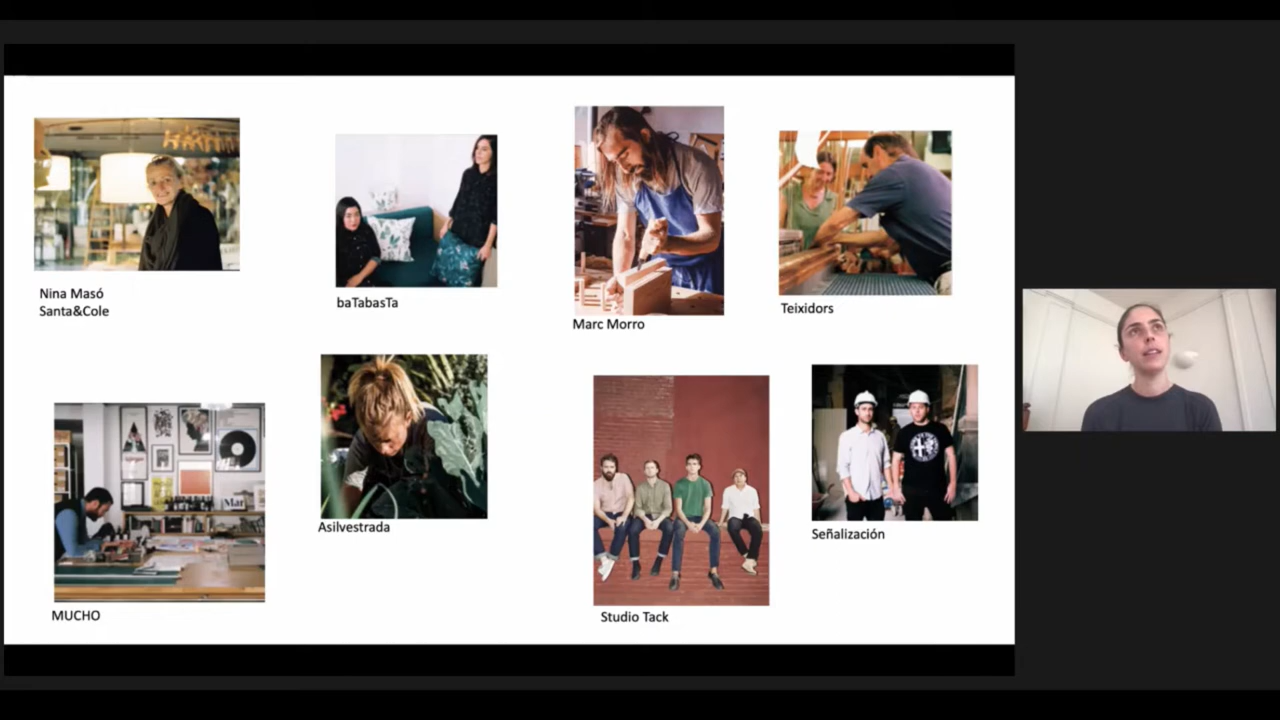 Nina Masó
Santa&Cole
baTabasTa
Marc Morro
Teixidors
MUCHO
Asilvestrada
Studio Tack
Señalización